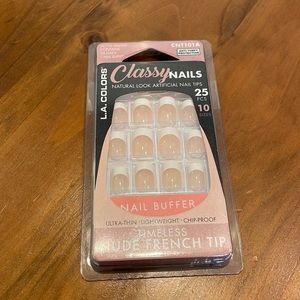 CNT101A
L.A. COLORS
Classy NAILS
NATURAL LOOK ARTIFICIAL NAIL TIPS
25
PCS
10
SIZES
NAIL BUFFER
ULTRA-THIN • LIGHTWEIGHT • CHIP-PROOF
TIMELESS
NUDE FRENCH TIP